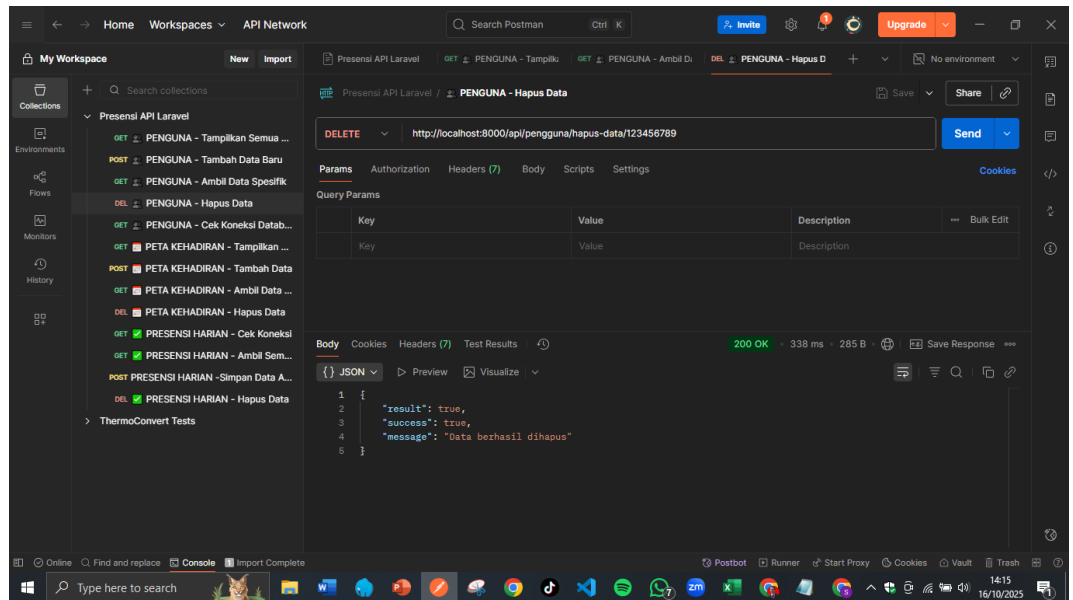 Home Workspaces API Network Search Postman Ctrl K Invite Upgrade
My Workspace New Import Presensi API Laravel GET PENGUNA - Tampilk GET PENGUNA - Ambil D DEL PENGUNA - Hapus D No environment
Collections
Environments
Flows
Monitors
History
Search collections
Presensi API Laravel
GET PENGUNA - Tampilkan Semua ...
POST PENGUNA - Tambah Data Baru
GET PENGUNA - Ambil Data Spesifik
DEL PENGUNA - Hapus Data
GET PENGUNA - Cek Koneksi Datab...
GET PETA KEHADIRAN - Tampilkan ...
POST PETA KEHADIRAN - Tambah Data
GET PETA KEHADIRAN - Ambil Data ...
DEL PETA KEHADIRAN - Hapus Data
GET PRESENSI HARIAN - Cek Koneksi
GET PRESENSI HARIAN - Ambil Sem...
POST PRESENSI HARIAN -Simpan Data A...
DEL PRESENSI HARIAN - Hapus Data
ThermoConvert Tests
HTTP Presensi API Laravel / PENGUNA - Hapus Data Save Share
DELETE http://localhost:8000/api/pengguna/hapus-data/123456789 Send
Params Authorization Headers (7) Body Scripts Settings Cookies
Query Params
Key Value Description Bulk Edit
Key Value Description
Body Cookies Headers (7) Test Results 200 OK 338 ms 285 B Save Response
{} JSON Preview Visualize
1 {
2 "result": true,
3 "success": true,
4 "message": "Data berhasil dihapus"
5 }
Online Find and replace Console Import Complete Postbot Runner Start Proxy Cookies Vault Trash
Type here to search 14:15
16/10/2025